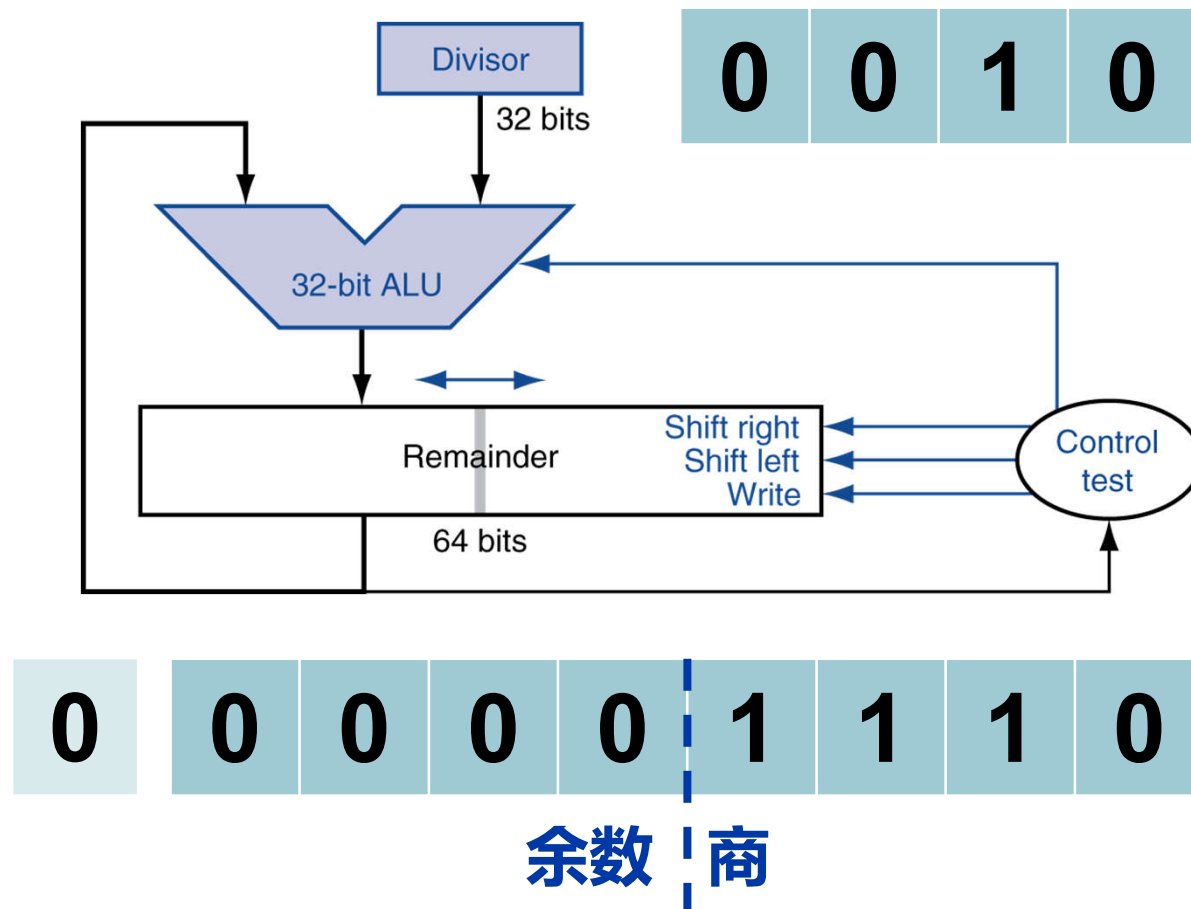 Divisor
0 0 1 0
32 bits
32-bit ALU
Remainder
Shift right
Shift left
Write
Control
test
64 bits
0 0 0 0 0 1 1 1 0
余数 商